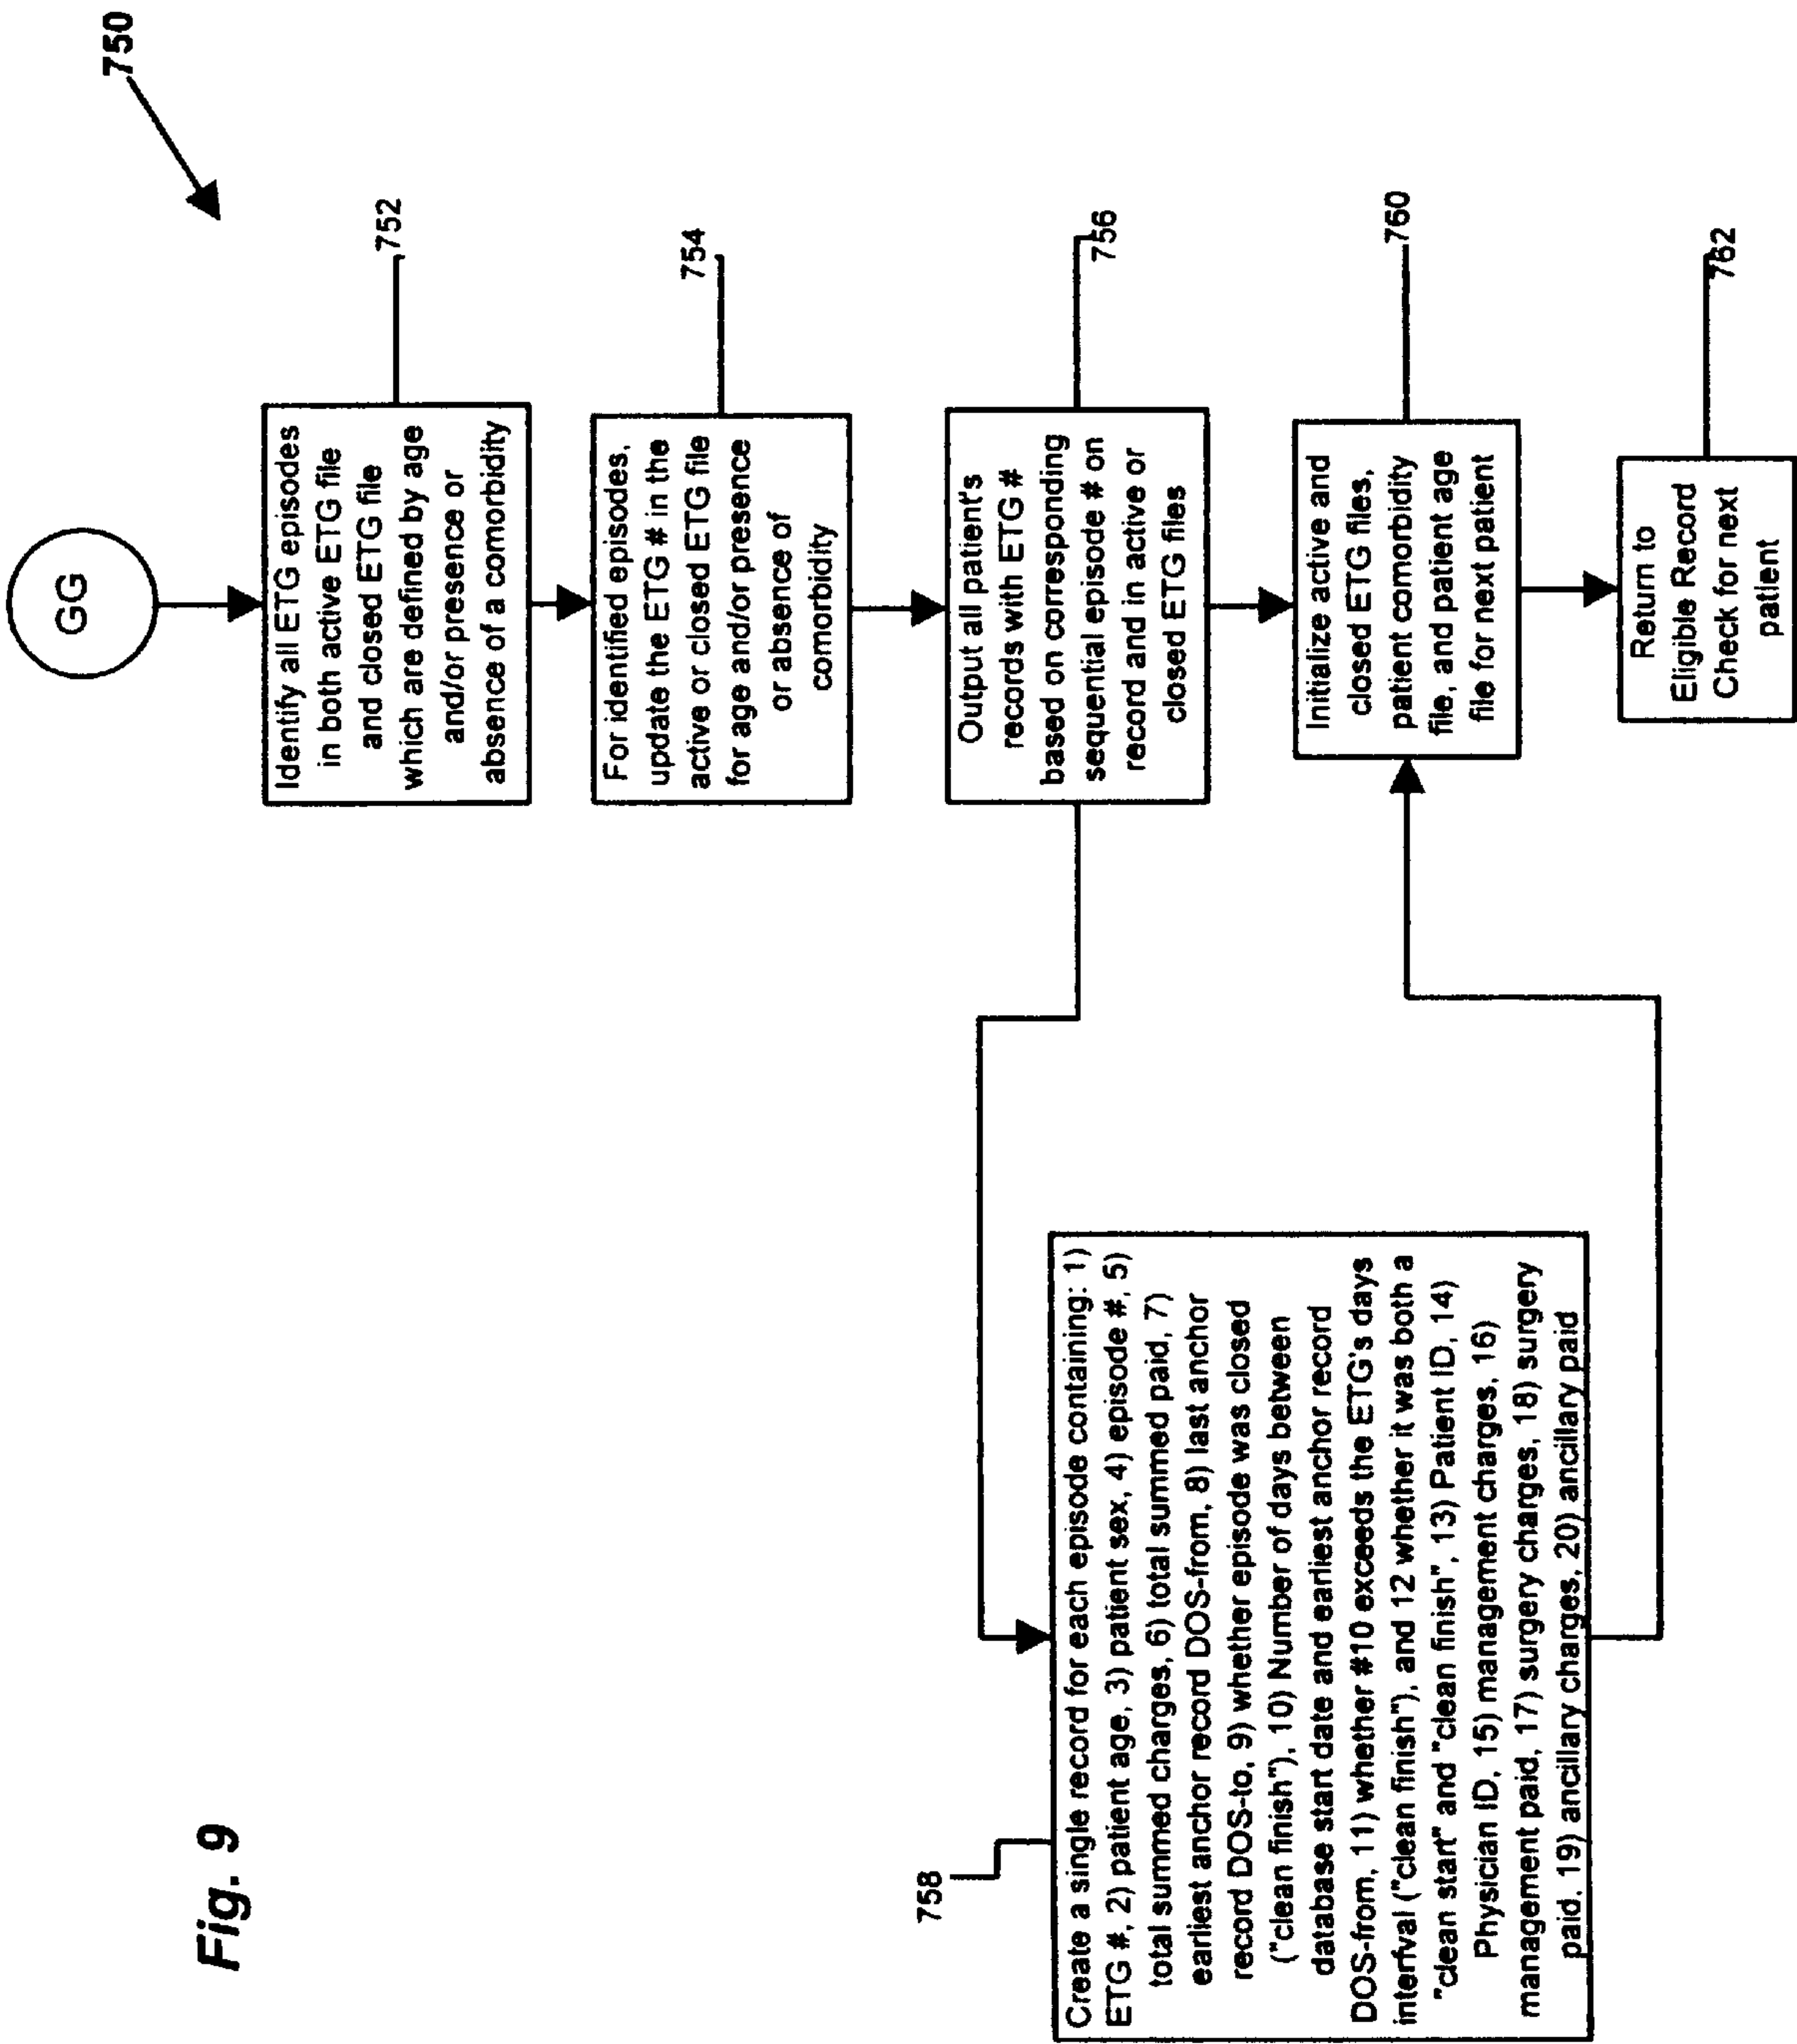 Fig. 9
750
GG
Identify all ETG episodes
in both active ETG file
and closed ETG file
which are defined by age
and/or presence or
absence of a comorbidity
752
For identified episodes,
update the ETG # in the
active or closed ETG file
for age and/or presence
or absence of
comorbidity
754
Output all patient's
records with ETG #
based on corresponding
sequential episode # on
record and in active or
closed ETG files
756
758
Create a single record for each episode containing: 1)
ETG #, 2) patient age, 3) patient sex, 4) episode #, 5)
total summed charges, 6) total summed paid, 7)
earliest anchor record DOS-from, 8) last anchor
record DOS-to, 9) whether episode was closed
("clean finish"), 10) Number of days between
database start date and earliest anchor record
DOS-from, 11) whether #10 exceeds the ETG's days
interfval ("clean finish"), and 12 whether it was both a
"clean start" and "clean finish", 13) Patient ID, 14)
Physician ID, 15) management charges, 16)
management paid, 17) surgery charges, 18) surgery
paid, 19) ancillary charges, 20) ancillary paid
Initialize active and
closed ETG files,
patient comorbidity
file, and patient age
file for next patient
760
Return to
Eligible Record
Check for next
patient
762